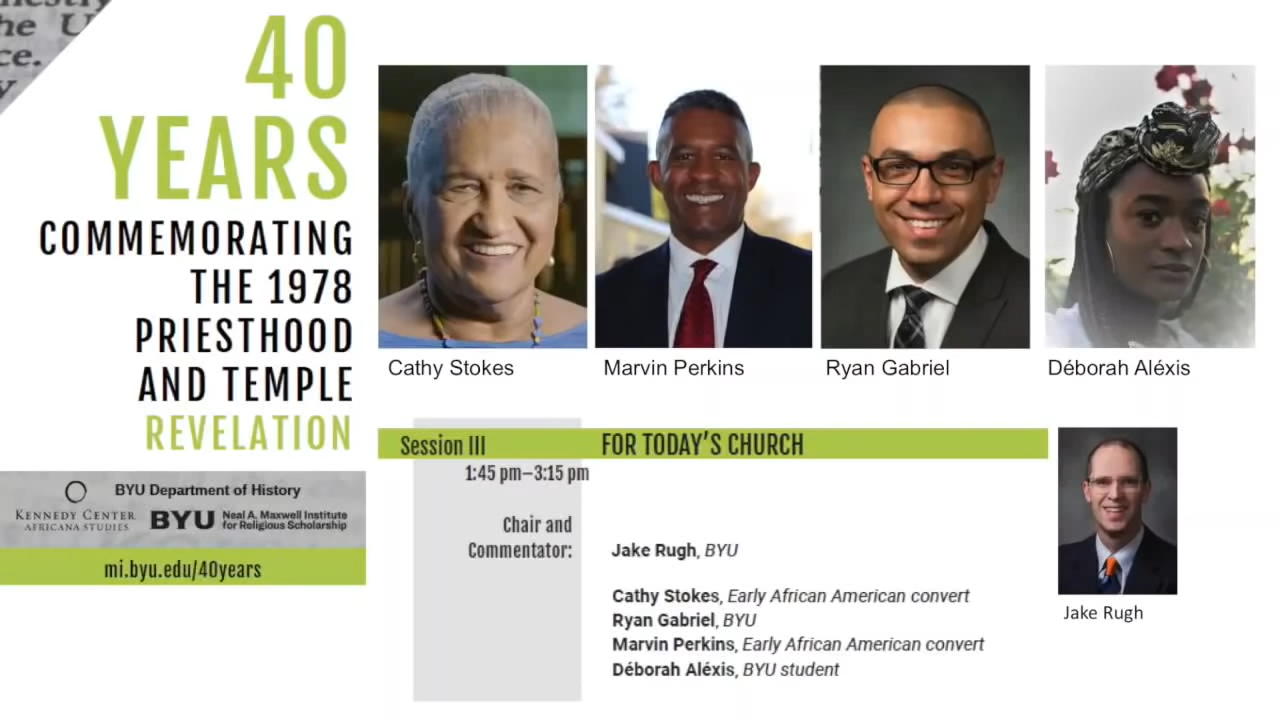 he U
ce.
40
YEARS
COMMEMORATING
THE 1978
PRIESTHOOD
AND TEMPLE
REVELATION
KENNEDY CENTER
AFRICANA STUDIES
BYU Department of History
BYU
Neal A. Maxwell Institute
for Religious Scholarship
mi.byu.edu/40years
Cathy Stokes
Marvin Perkins
Ryan Gabriel
Déborah Aléxis
Session III FOR TODAY'S CHURCH
1:45 pm–3:15 pm
Chair and
Commentator:
Jake Rugh, BYU
Cathy Stokes, Early African American convert
Ryan Gabriel, BYU
Marvin Perkins, Early African American convert
Déborah Aléxis, BYU student
Jake Rugh